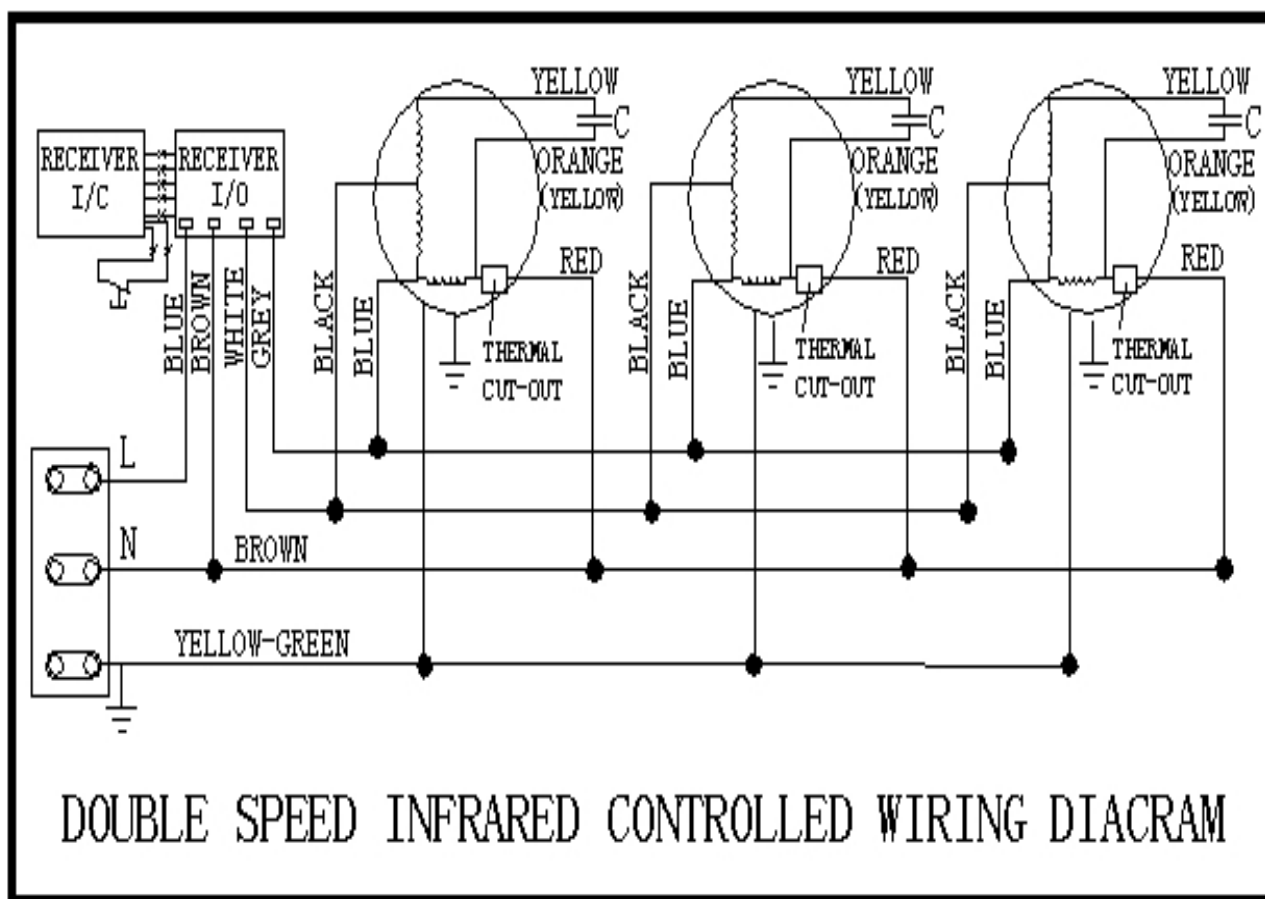 RECEIVER
I/C
RECEIVER
I/O
BLUE
BROWN
WHITE
GREY
YELLOW
C
ORANGE
(YELLOW)
RED
BLACK
BLUE
THERMAL
CUT-OUT
YELLOW
C
ORANGE
(YELLOW)
RED
BLACK
BLUE
THERMAL
CUT-OUT
YELLOW
C
ORANGE
(YELLOW)
RED
BLACK
BLUE
THERMAL
CUT-OUT
L
N
BROWN
YELLOW-GREEN
DOUBLE SPEED INFRARED CONTROLLED WIRING DIACRAM